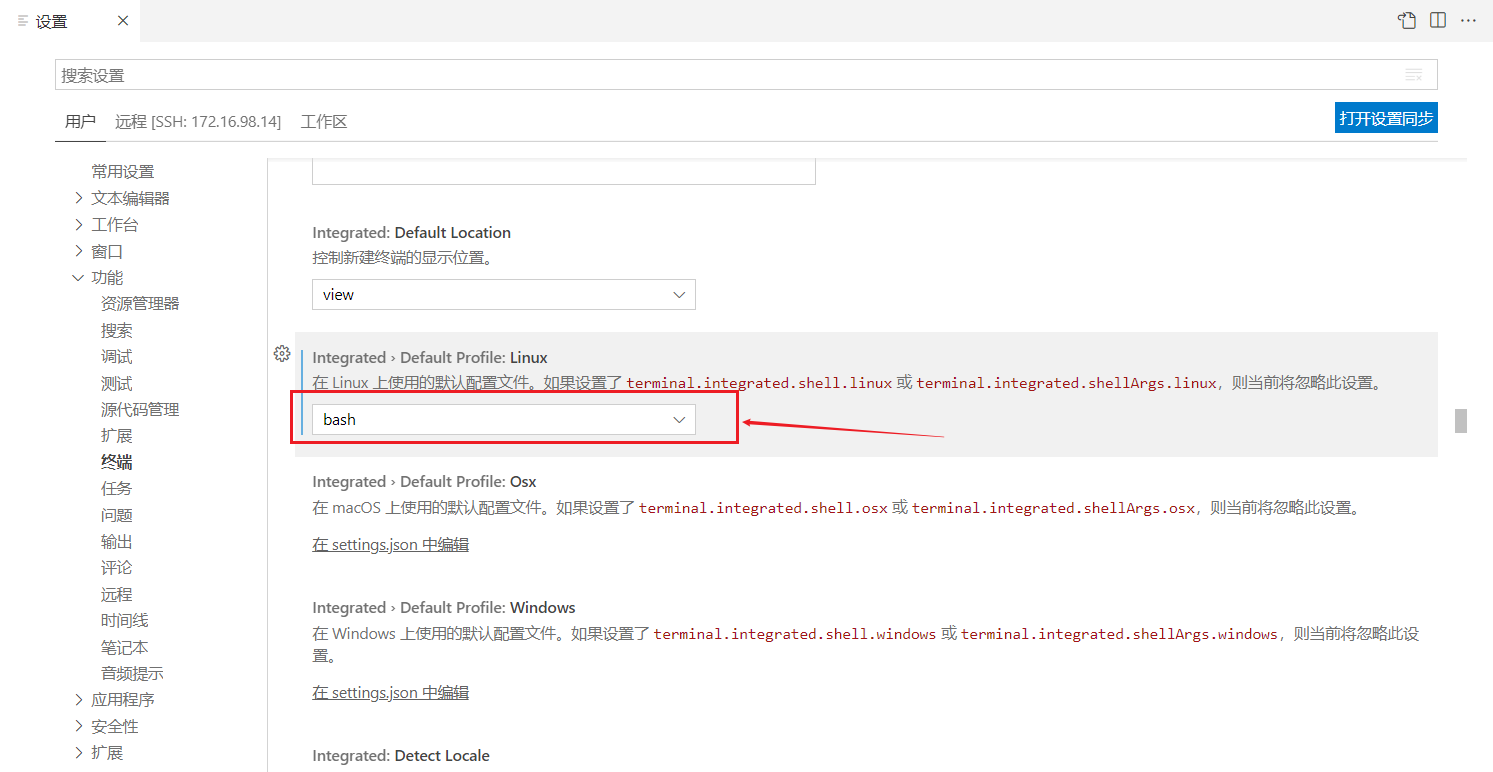 设置
搜索设置
用户 远程 [SSH: 172.16.98.14] 工作区
打开设置同步
常用设置
文本编辑器
工作台
窗口
功能
资源管理器
搜索
调试
测试
源代码管理
扩展
终端
任务
问题
输出
评论
远程
时间线
笔记本
音频提示
应用程序
安全性
扩展
Integrated: Default Location
控制新建终端的显示位置。
view
Integrated › Default Profile: Linux
在 Linux 上使用的默认配置文件。如果设置了 terminal.integrated.shell.linux 或 terminal.integrated.shellArgs.linux，则当前将忽略此设置。
bash
Integrated › Default Profile: Osx
在 macOS 上使用的默认配置文件。如果设置了 terminal.integrated.shell.osx 或 terminal.integrated.shellArgs.osx，则当前将忽略此设置。
在 settings.json 中编辑
Integrated › Default Profile: Windows
在 Windows 上使用的默认配置文件。如果设置了 terminal.integrated.shell.windows 或 terminal.integrated.shellArgs.windows，则当前将忽略此设
置。
在 settings.json 中编辑
Integrated: Detect Locale